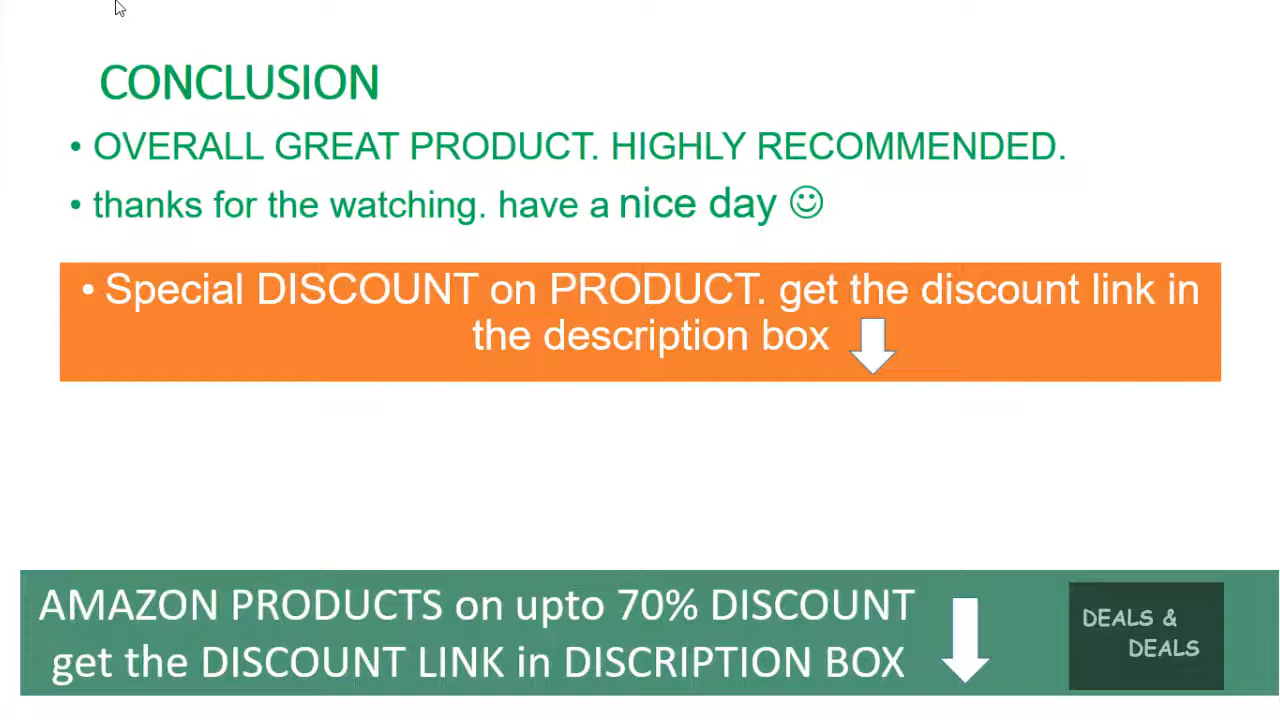 CONCLUSION
• OVERALL GREAT PRODUCT. HIGHLY RECOMMENDED.
• thanks for the watching. have a nice day ☺
• Special DISCOUNT on PRODUCT. get the discount link in
the description box
AMAZON PRODUCTS on upto 70% DISCOUNT
get the DISCOUNT LINK in DISCRIPTION BOX
DEALS &
DEALS